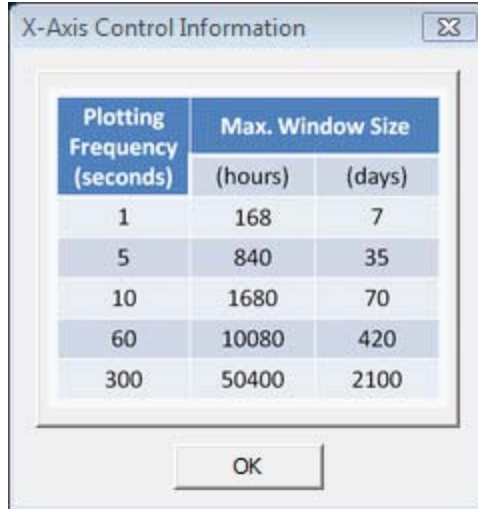 X-Axis Control Information
Plotting Frequency (seconds) Max. Window Size
(hours) (days)
1 168 7
5 840 35
10 1680 70
60 10080 420
300 50400 2100
OK